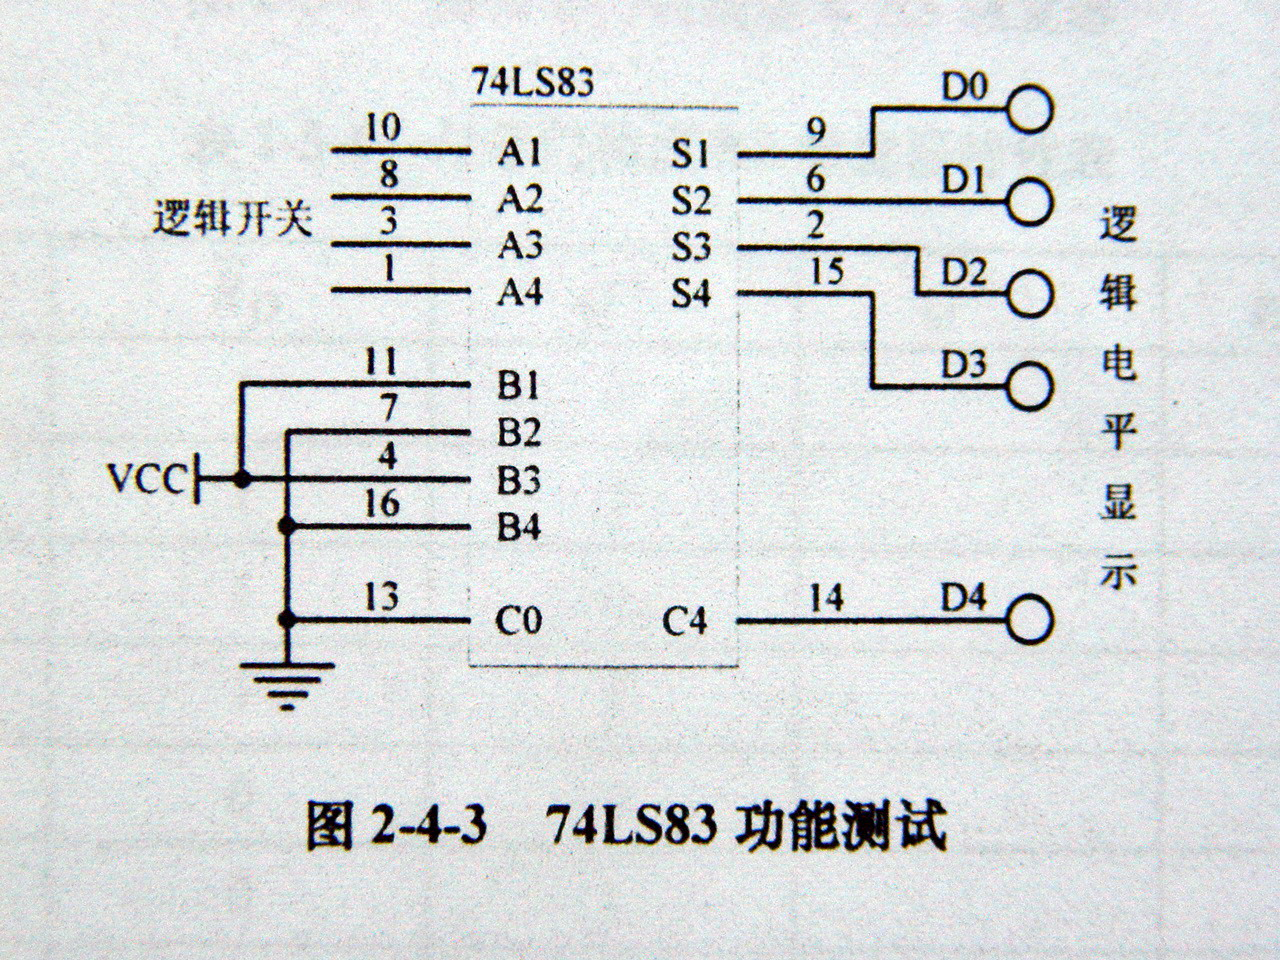 74LS83
10 A1 S1 9 D0
8 A2 S2 6 D1
逻辑开关
3 A3 S3 2 D2
1 A4 S4 15 D3
逻辑电平显示
11 B1
7 B2
VCC 4 B3
16 B4
13 C0 C4 14 D4
图 2-4-3 74LS83 功能测试